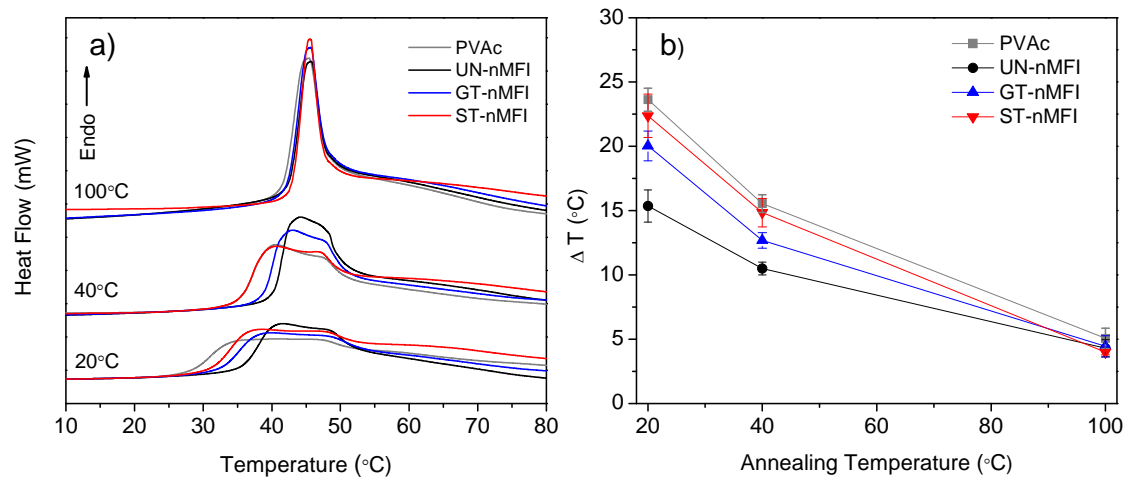 a)
PVAc
UN-nMFI
GT-nMFI
ST-nMFI
Endo
100°C
40°C
20°C
Heat Flow (mW)
10 20 30 40 50 60 70 80
Temperature (°C)
b)
PVAc
UN-nMFI
GT-nMFI
ST-nMFI
30
25
20
15
10
5
0
Δ T (°C)
20 40 60 80 100
Annealing Temperature (°C)